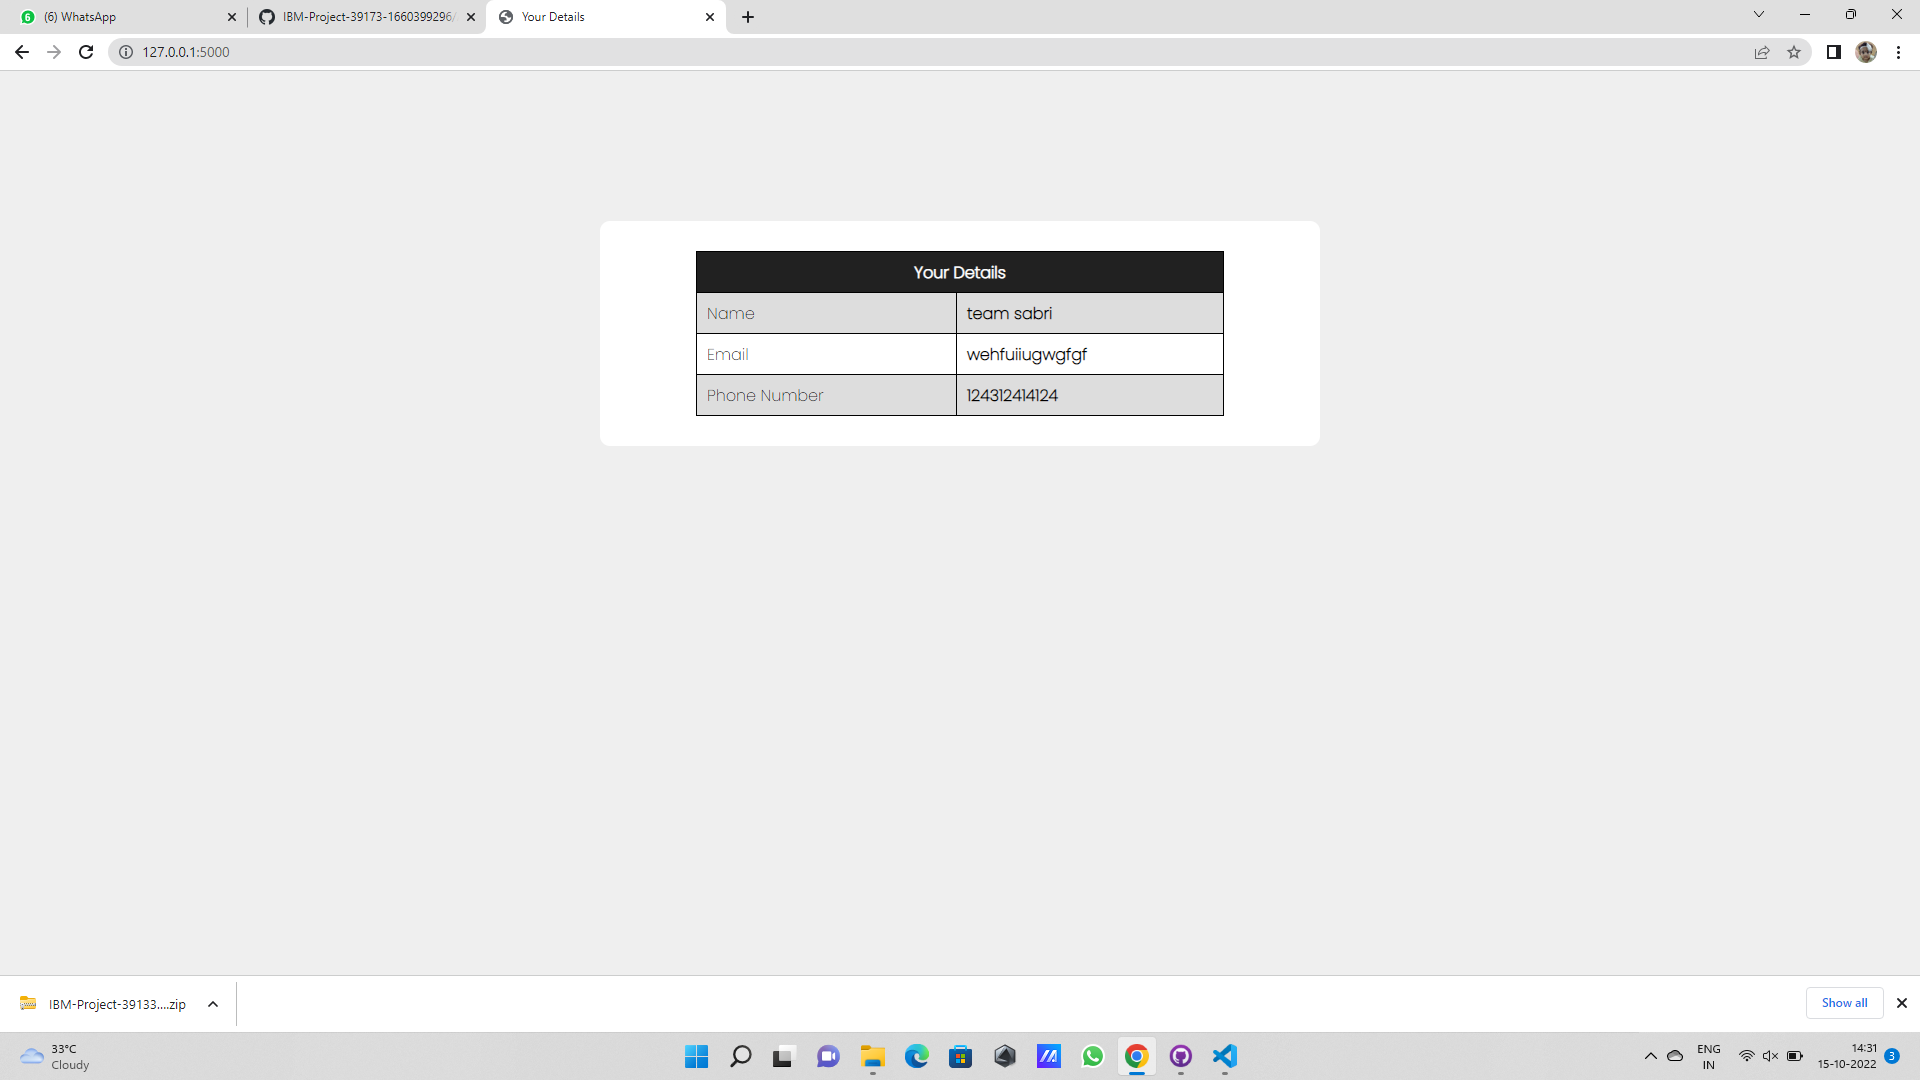 (6) WhatsApp
IBM-Project-39173-1660399296/
Your Details
127.0.0.1:5000
Your Details
Name team sabri
Email wehfuiiugwgfgf
Phone Number 124312414124
IBM-Project-39133....zip
Show all
33°C
Cloudy
ENG
IN
14:31
15-10-2022
3